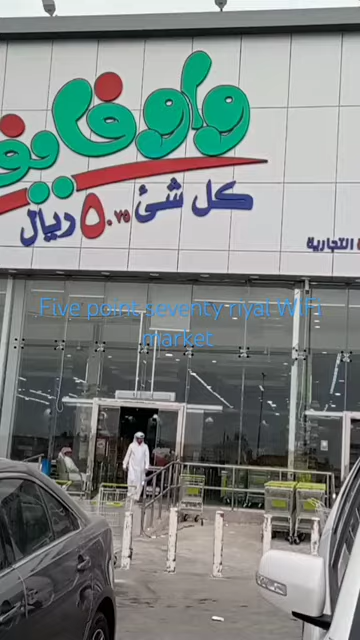 واو فايف
كل شئ ٥.٧٥ ريال
التجارية
Five point seventy riyal WiFi
market